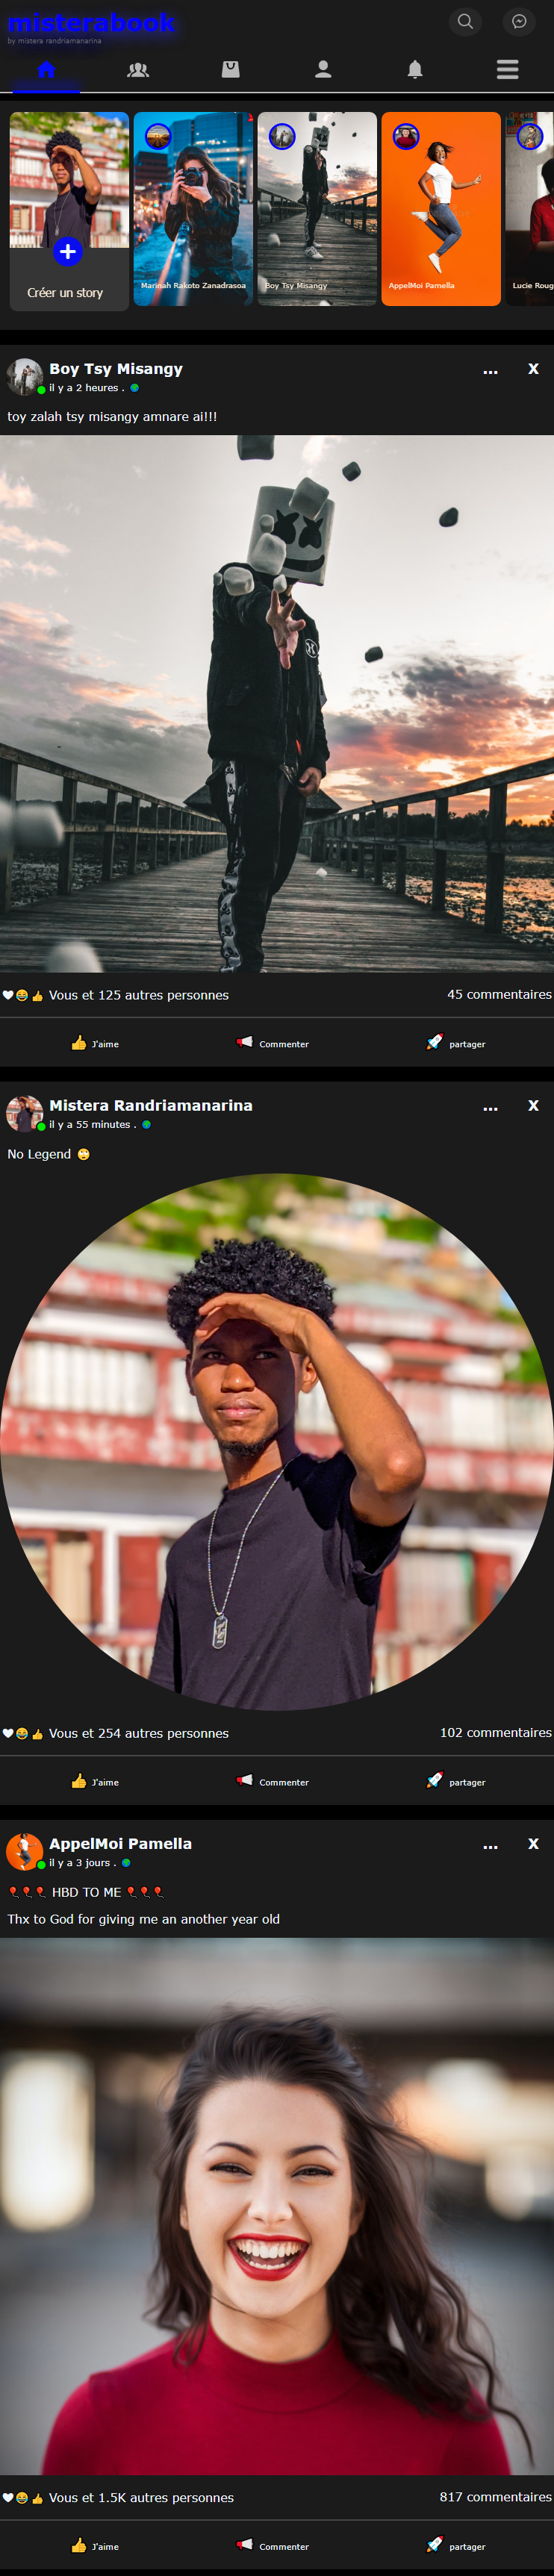 misterabook
by mistera randriamananarina
Créer un story
Marinah Rakoto Zanadrasoa
Boy Tsy Misangy
AppelMoi Pamella
Lucie Roug
Boy Tsy Misangy
... X
il y a 2 heures .
toy zalah tsy misangy amnare ai!!!
Vous et 125 autres personnes
45 commentaires
J'aime
Commenter
partager
Mistera Randriamanarina
... X
il y a 55 minutes .
No Legend 🙄
Vous et 254 autres personnes
102 commentaires
J'aime
Commenter
partager
AppelMoi Pamella
... X
il y a 3 jours .
🎈🎈🎈 HBD TO ME 🎈🎈🎈
Thx to God for giving me an another year old
Vous et 1.5K autres personnes
817 commentaires
J'aime
Commenter
partager